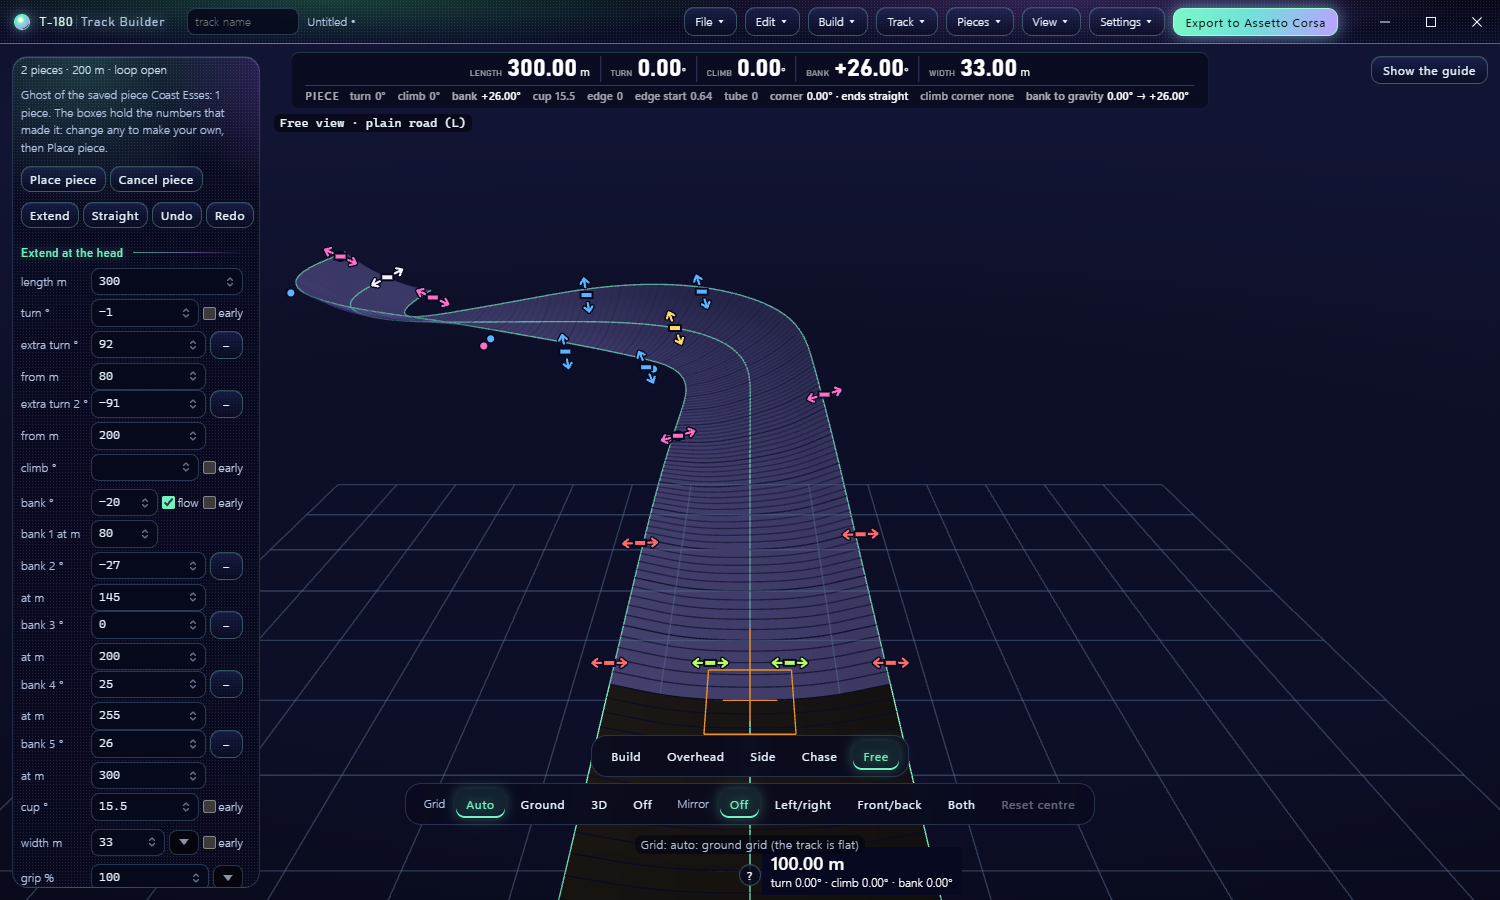 T-180 Track Builder track name Untitled • File Edit Build Track Pieces View Settings Export to Assetto Corsa
2 pieces · 200 m · loop open
Ghost of the saved piece Coast Esses: 1
piece. The boxes hold the numbers that
made it: change any to make your own,
then Place piece.
Place piece Cancel piece
Extend Straight Undo Redo
Extend at the head
length m 300
turn ° −1 early
extra turn ° 92 −
from m 80
extra turn 2 ° −91 −
from m 200
climb ° early
bank ° −20 flow early
bank 1 at m 80
bank 2 ° −27 −
at m 145
bank 3 ° 0 −
at m 200
bank 4 ° 25 −
at m 255
bank 5 ° 26 −
at m 300
cup ° 15.5 early
width m 33 early
grip % 100
LENGTH 300.00 m TURN 0.00° CLIMB 0.00° BANK +26.00° WIDTH 33.00 m
PIECE turn 0° climb 0° bank +26.00° cup 15.5 edge 0 edge start 0.64 tube 0 corner 0.00° · ends straight climb corner none bank to gravity 0.00° → +26.00°
Show the guide
Free view · plain road (L)
Build Overhead Side Chase Free
Grid Auto Ground 3D Off Mirror Off Left/right Front/back Both Reset centre
Grid: auto: ground grid (the track is flat)
100.00 m
? turn 0.00° · climb 0.00° · bank 0.00°